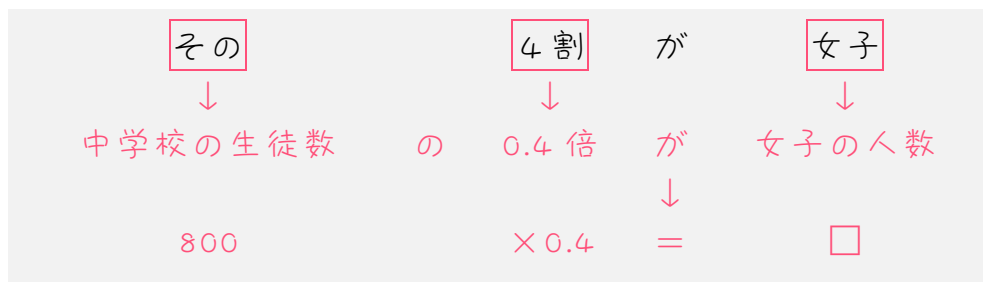 その 4割 が 女子
↓ ↓ ↓
中学校の生徒数 の 0.4倍 が 女子の人数
↓
800 ×0.4 = □